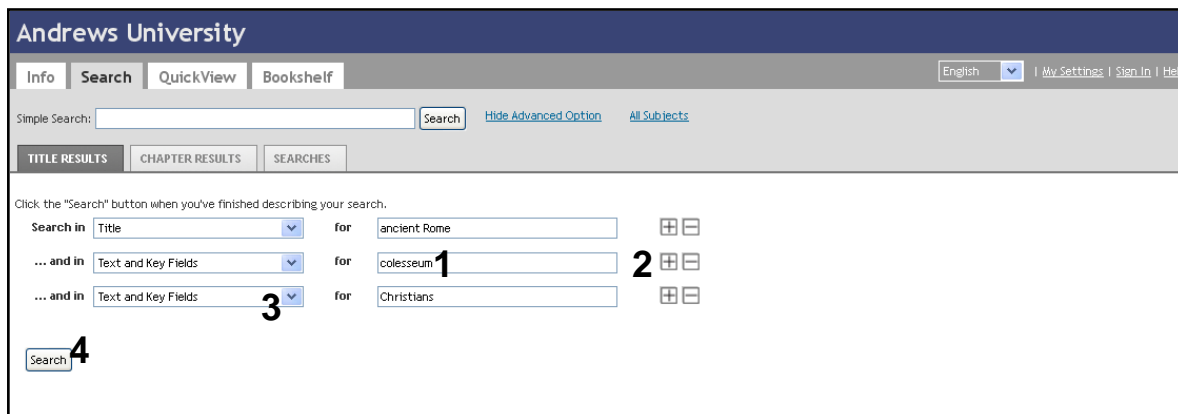 Andrews University
Info Search QuickView Bookshelf English | My Settings | Sign In | Hel
Simple Search: Search Hide Advanced Option All Subjects
TITLE RESULTS CHAPTER RESULTS SEARCHES
Click the "Search" button when you've finished describing your search.
Search in Title for ancient Rome
... and in Text and Key Fields for colesseum 1 2
... and in Text and Key Fields 3 for Christians
Search 4